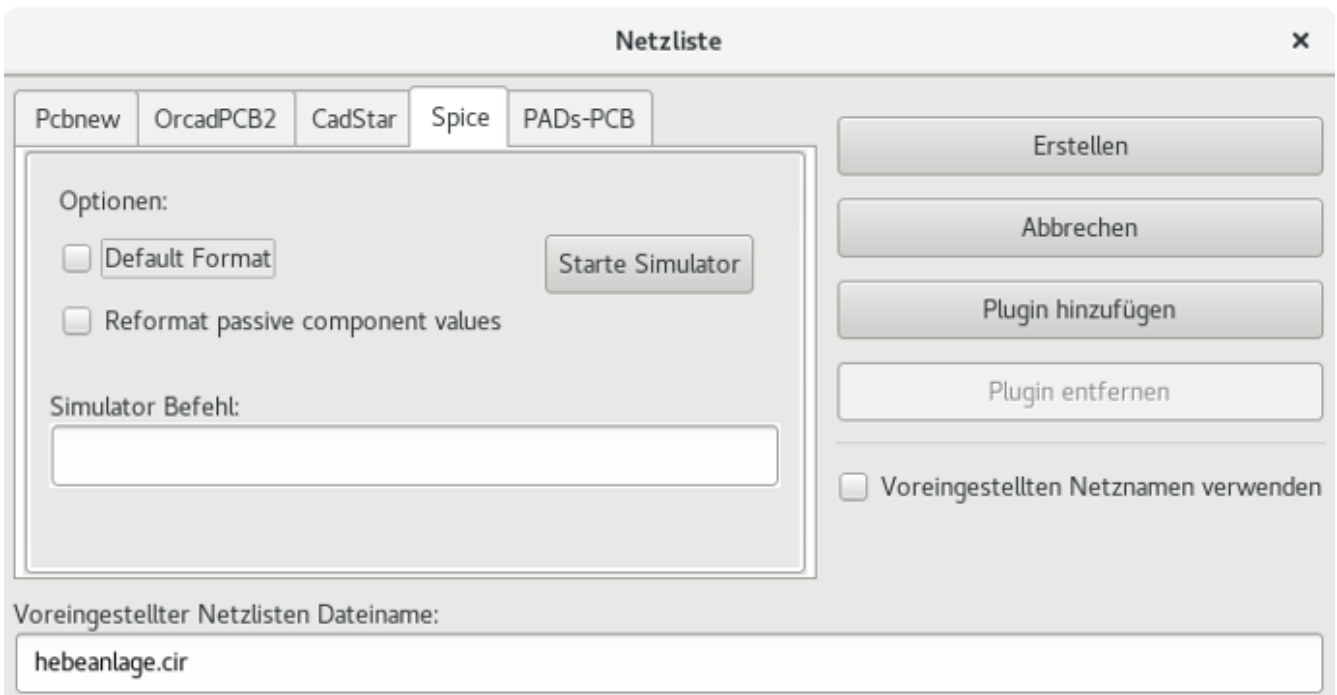 Netzliste ×
Pcbnew OrcadPCB2 CadStar Spice PADs-PCB
Optionen:
Default Format
Starte Simulator
Reformat passive component values
Simulator Befehl:
Erstellen
Abbrechen
Plugin hinzufügen
Plugin entfernen
Voreingestellten Netznamen verwenden
Voreingestellter Netzlisten Dateiname:
hebeanlage.cir